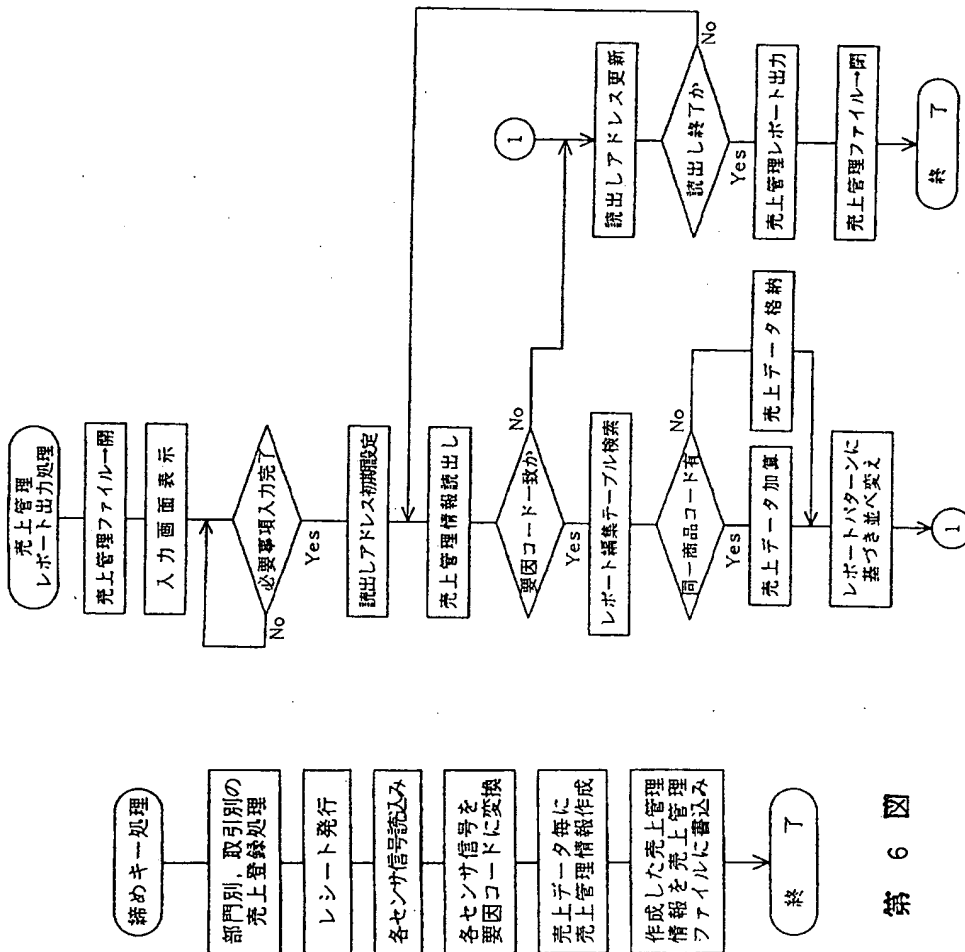 締めキー処理
部門別, 取引別の
売上登録処理
レシート発行
各センサ信号読込み
各センサ信号を
要因コードに変換
売上データ毎に
売上管理情報作成
作成した売上管理
情報を売上管理
ファイルに書込み
終 了
第 6 図
売上管理
レポート出力処理
売上管理ファイル→開
入力画面表示
必要事項入力完了
No
Yes
読出しアドレス初期設定
売上管理情報読出し
要因コード一致か
No
Yes
レポート編集テーブル検索
同一商品コード有
No
Yes
売上データ加算
売上データ格納
レポートパターンに
基づき並べ変え
1
1
読出しアドレス更新
読出し終了か
No
Yes
売上管理レポート出力
売上管理ファイル→閉
終 了